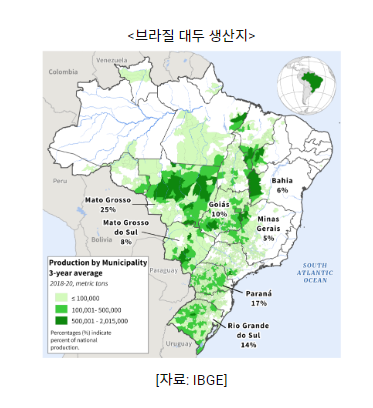 <브라질 대두 생산지>
Venezuela
Colombia
Peru
Bolivia
Paraguay
Uruguay
Mato Grosso
25%
Mato Grosso
do Sul
8%
Goiás
10%
Bahia
6%
Minas
Gerais
5%
Paraná
17%
Rio Grande
do Sul
14%
SOUTH
ATLANTIC
OCEAN
Production by Municipality
3-year average
2018-20, metric tons
≤ 100,000
100,001- 500,000
500,001 - 2,015,000
Percentages (%) indicate
percent of national
production.
[자료: IBGE]